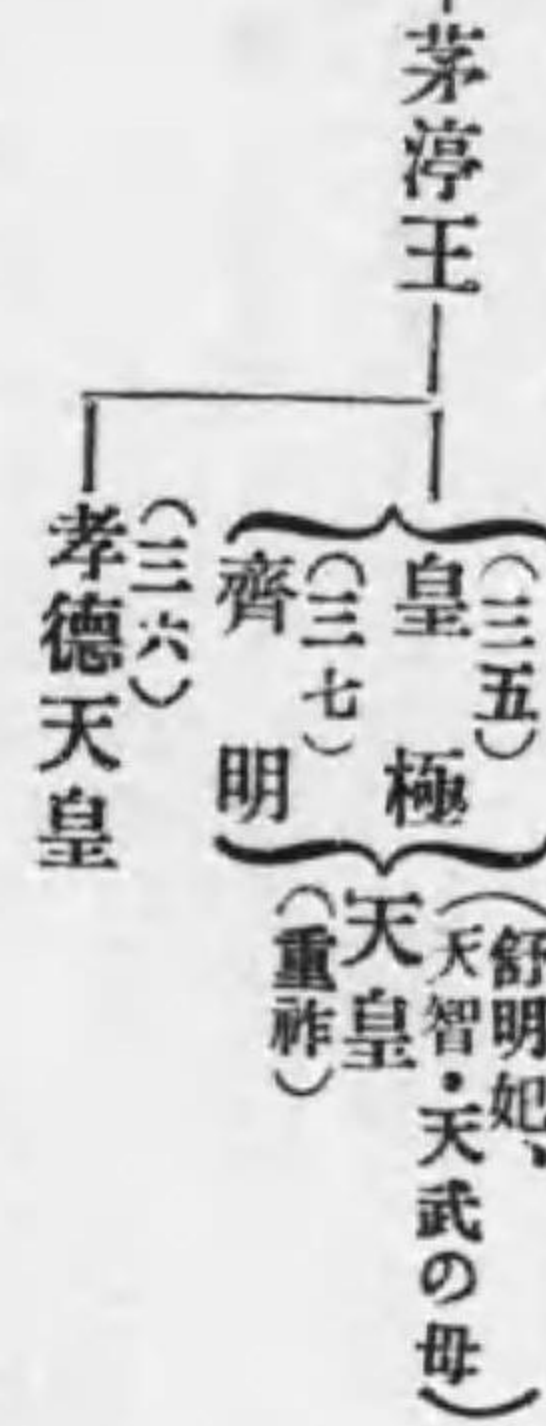 茅渟王
(三五)
皇極
(三七)
齊明
天皇
(舒明妃、
天智・天武の母)
(重祚)
(三六)
孝德天皇